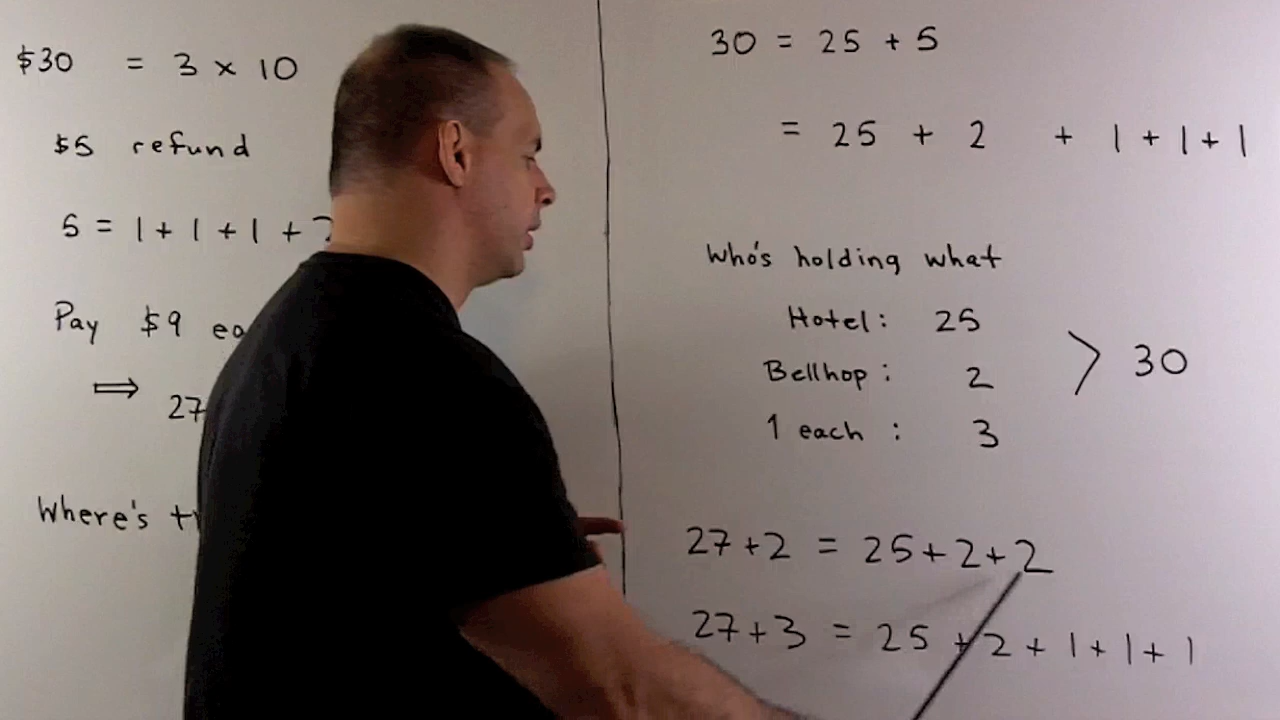 $30 = 3 x 10
$5 refund
5 = 1 + 1 + 1 +
Pay $9
⟹ 27
Where's
30 = 25 + 5
= 25 + 2 + 1 + 1 + 1
Who's holding what
Hotel: 25
Bellhop: 2
1 each: 3
> 30
27 + 2 = 25 + 2 + 2
27 + 3 = 25 + 2 + 1 + 1 + 1